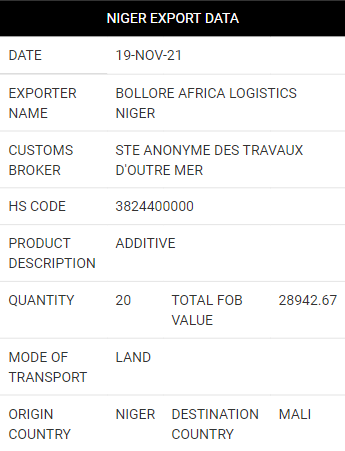 NIGER EXPORT DATA
DATE 19-NOV-21
EXPORTER NAME BOLLORE AFRICA LOGISTICS NIGER
CUSTOMS BROKER STE ANONYME DES TRAVAUX D'OUTRE MER
HS CODE 3824400000
PRODUCT DESCRIPTION ADDITIVE
QUANTITY 20 TOTAL FOB VALUE 28942.67
MODE OF TRANSPORT LAND
ORIGIN COUNTRY NIGER DESTINATION COUNTRY MALI